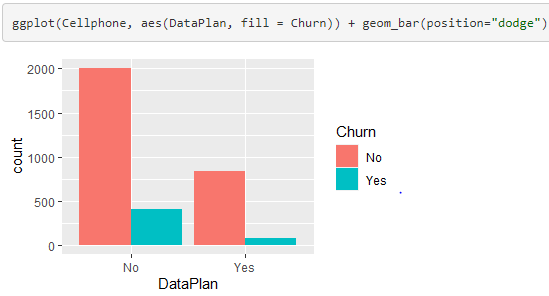 ggplot(Cellphone, aes(DataPlan, fill = Churn)) + geom_bar(position="dodge")
2000
1500
1000
500
0
count
No
Yes
DataPlan
Churn
No
Yes